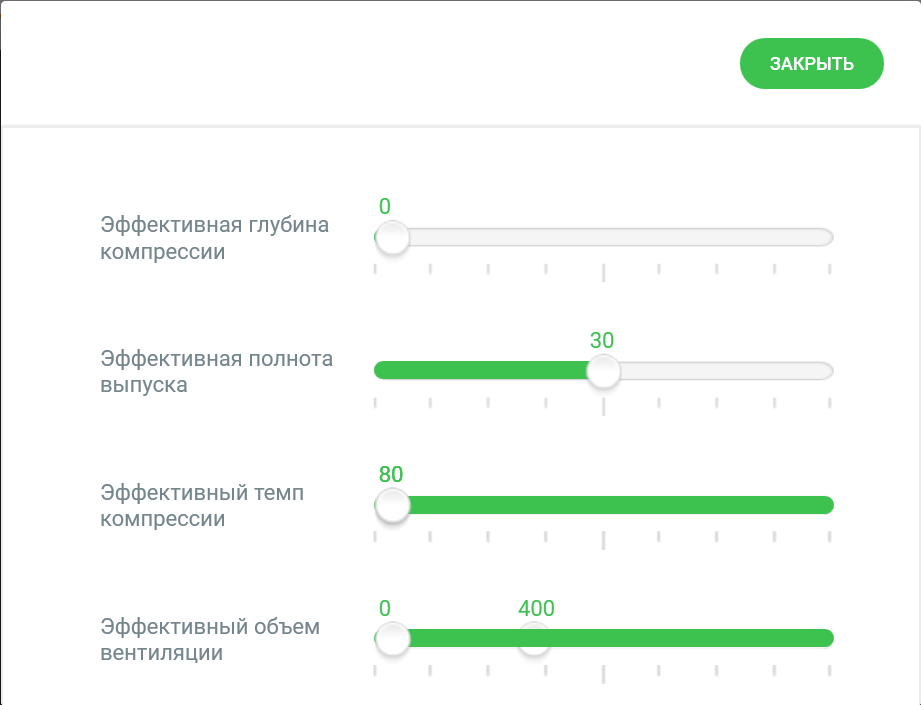 ЗАКРЫТЬ
0
Эффективная глубина
компрессии
30
Эффективная полнота
выпуска
80
Эффективный темп
компрессии
0 400
Эффективный объем
вентиляции